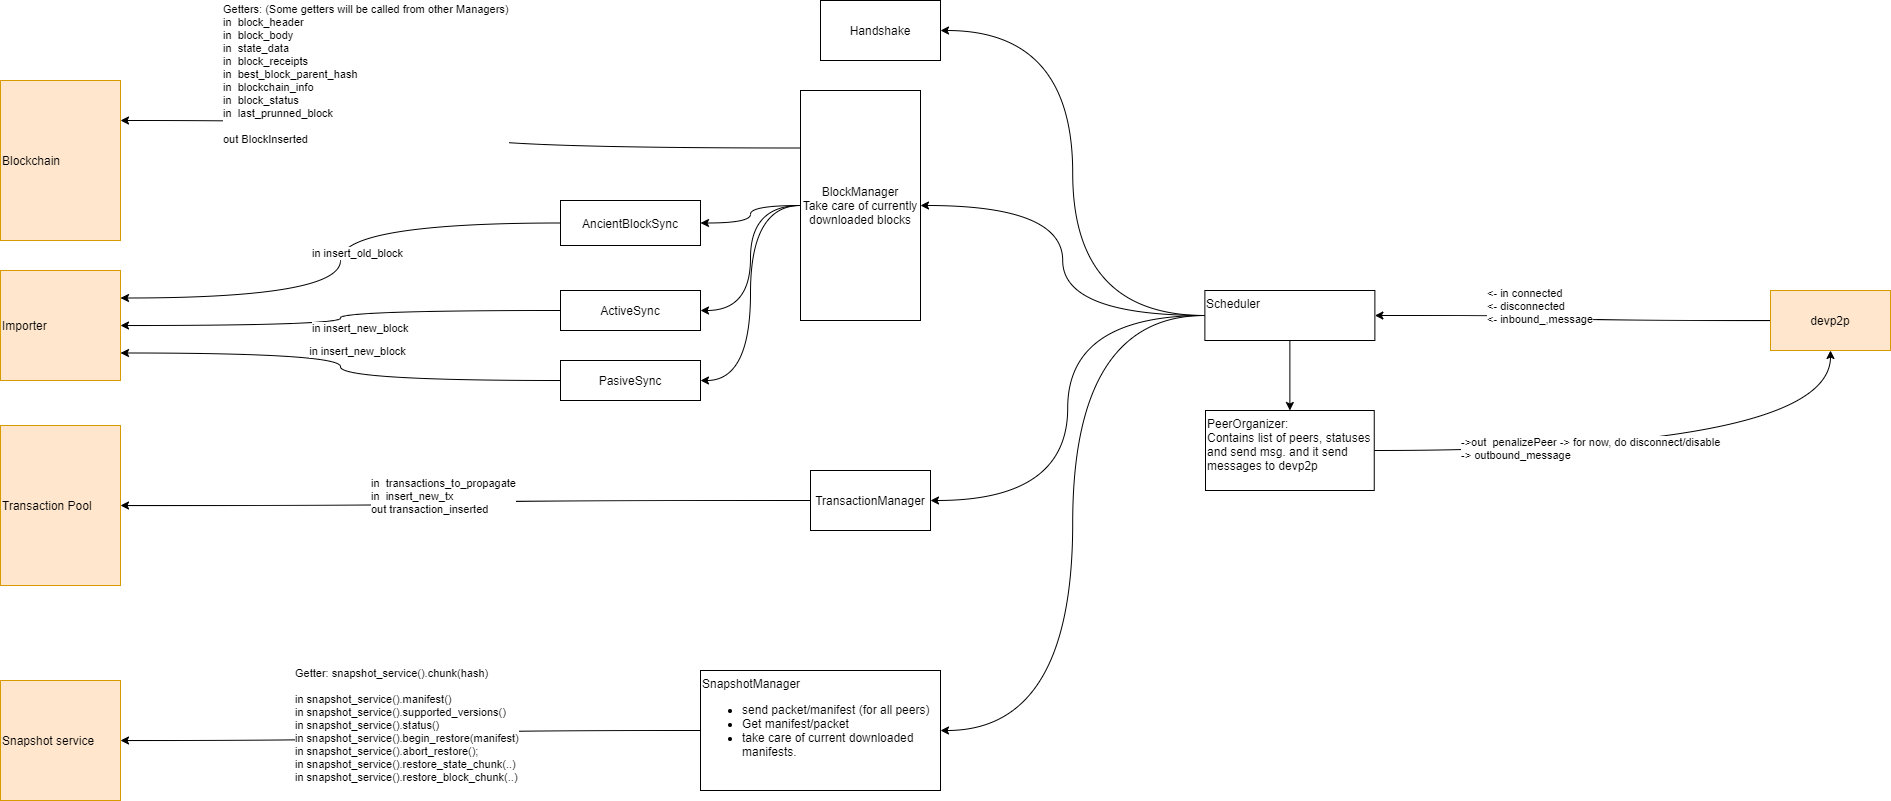 Getters: (Some getters will be called from other Managers)
in  block_header
in  block_body
in  state_data
in  block_receipts
in  best_block_parent_hash
in  blockchain_info
in  block_status
in  last_prunned_block
out BlockInserted
Handshake
Blockchain
BlockManager
Take care of currently
downloaded blocks
AncientBlockSync
in insert_old_block
Importer
ActiveSync
in insert_new_block
in insert_new_block
PasiveSync
Scheduler
<- in connected
<- disconnected
<- inbound_.message
devp2p
PeerOrganizer:
Contains list of peers, statuses
and send msg. and it send
messages to devp2p
->out  penalizePeer -> for now, do disconnect/disable
-> outbound_message
Transaction Pool
in  transactions_to_propagate
in  insert_new_tx
out transaction_inserted
TransactionManager
Snapshot service
Getter: snapshot_service().chunk(hash)
in snapshot_service().manifest()
in snapshot_service().supported_versions()
in snapshot_service().status()
in snapshot_service().begin_restore(manifest)
in snapshot_service().abort_restore();
in snapshot_service().restore_state_chunk(..)
in snapshot_service().restore_block_chunk(..)
SnapshotManager
• send packet/manifest (for all peers)
• Get manifest/packet
• take care of current downloaded
manifests.